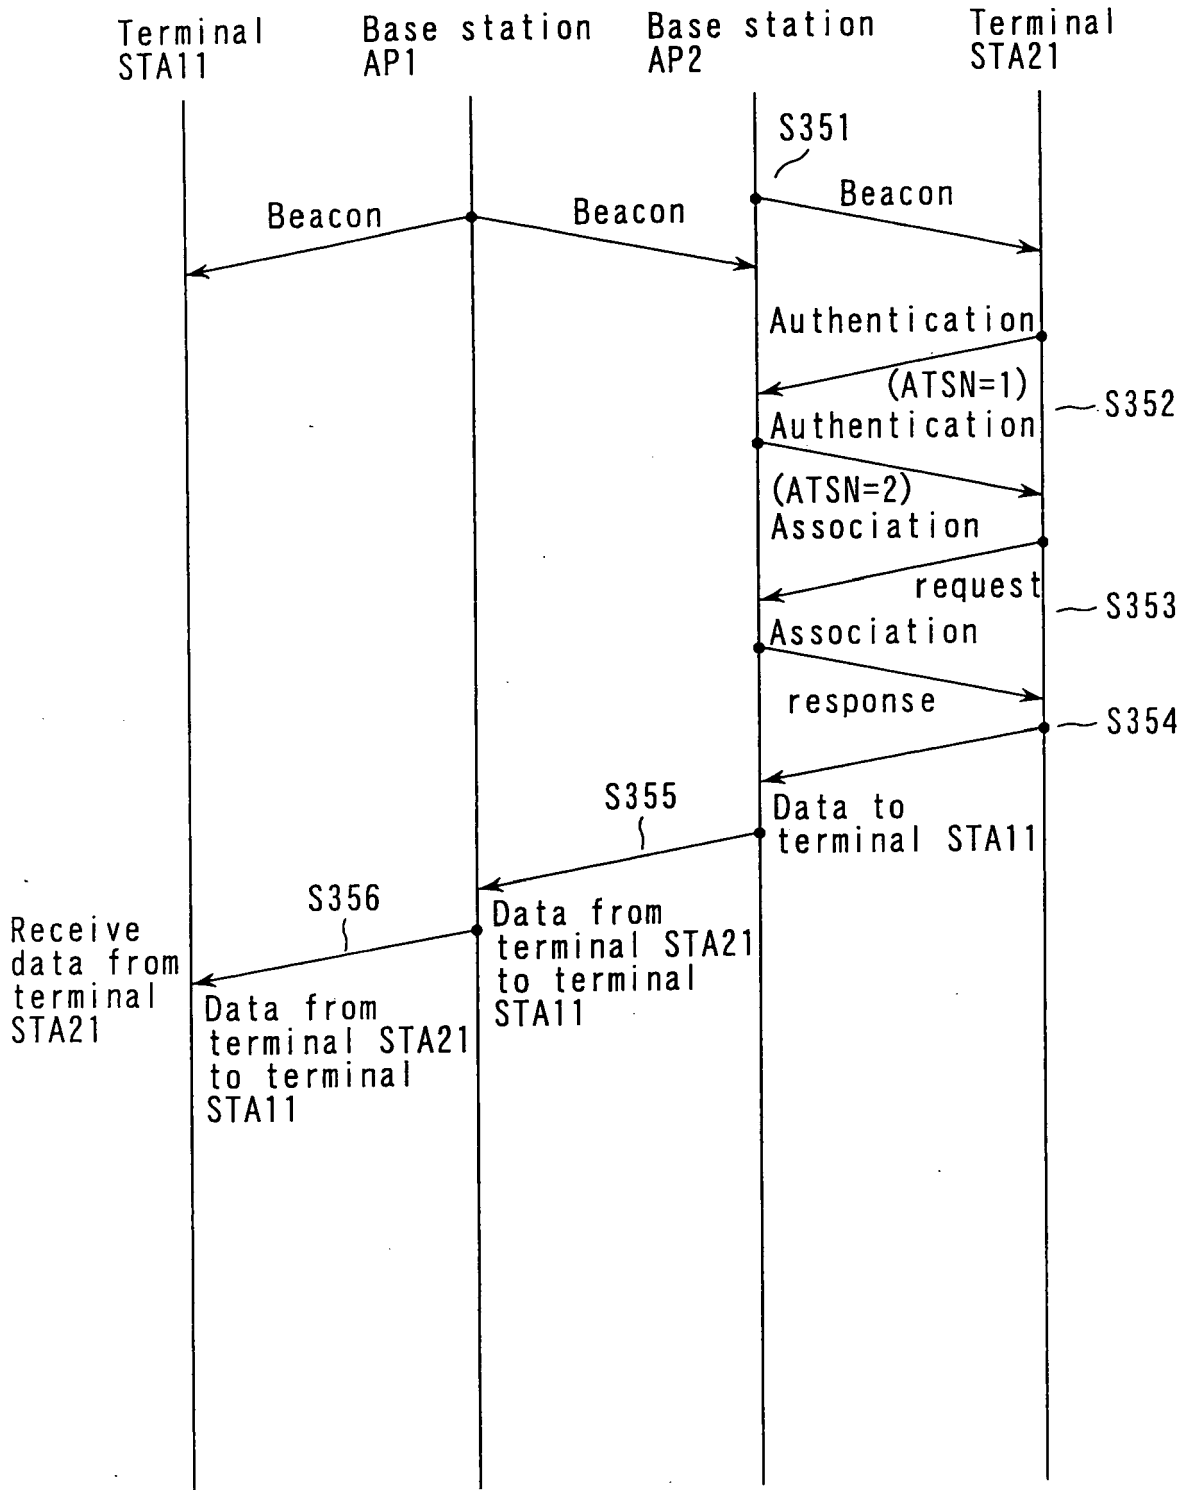 Terminal
STA11
Base station
AP1
Base station
AP2
Terminal
STA21
S351
Beacon
Beacon
Beacon
Authentication
(ATSN=1)
S352
Authentication
(ATSN=2)
Association
request
S353
Association
response
S354
Data to
terminal STA11
S355
Data from
terminal STA21
to terminal
STA11
S356
Receive
data from
terminal
STA21
Data from
terminal STA21
to terminal
STA11